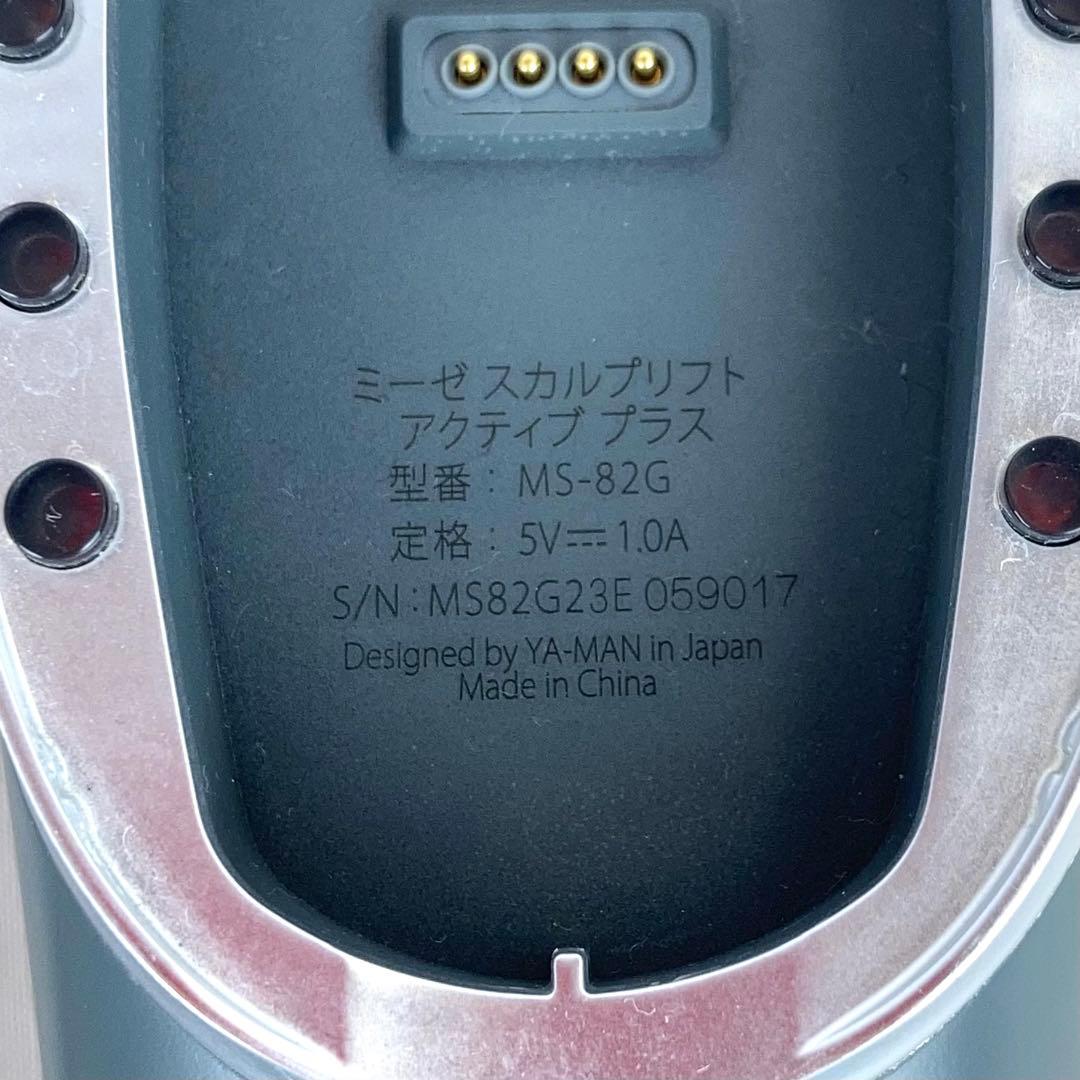 ミーゼ スカルプリフト
アクティブ プラス
型番：MS-82G
定格：5V⎓1.0A
S/N：MS82G23E 059017
Designed by YA-MAN in Japan
Made in China